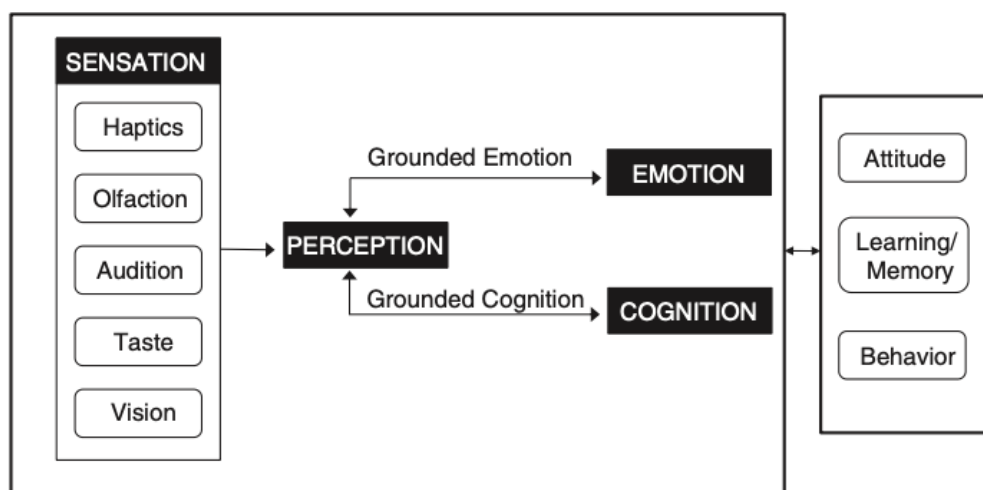 SENSATION
Haptics
Olfaction
Audition
Taste
Vision
PERCEPTION
Grounded Emotion
EMOTION
Grounded Cognition
COGNITION
Attitude
Learning/
Memory
Behavior